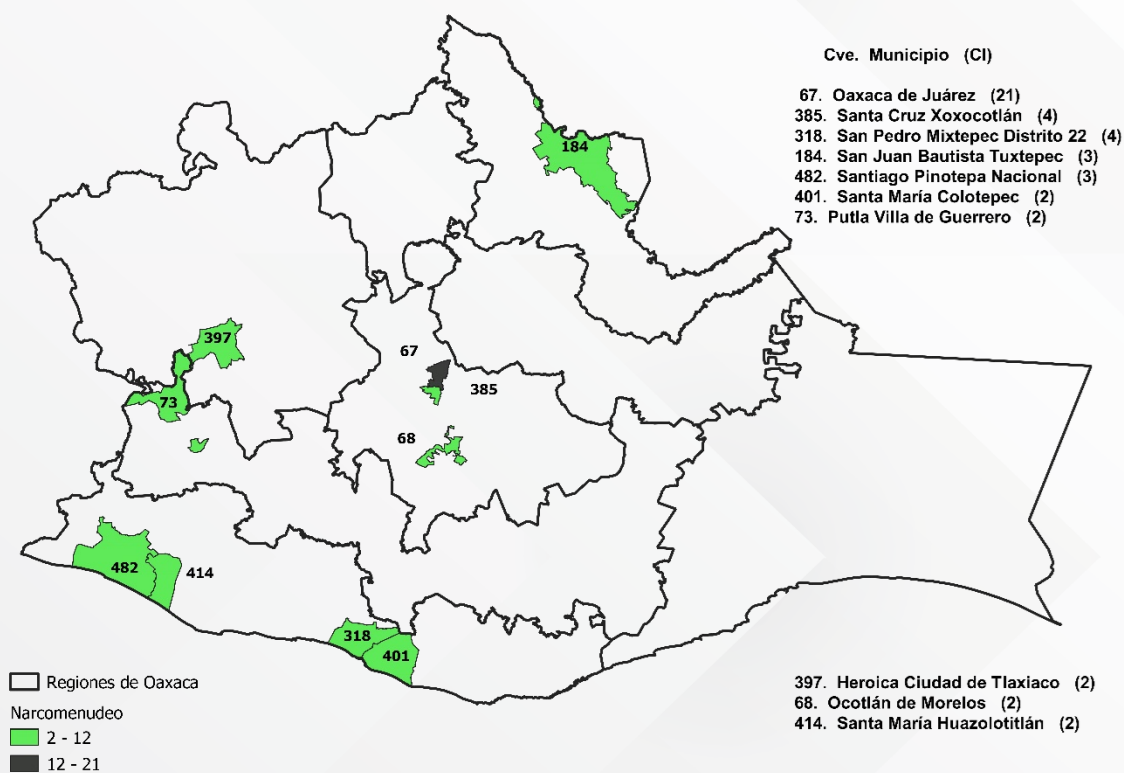 Cve. Municipio (CI)
67. Oaxaca de Juárez (21)
385. Santa Cruz Xoxocotlán (4)
318. San Pedro Mixtepec Distrito 22 (4)
184. San Juan Bautista Tuxtepec (3)
482. Santiago Pinotepa Nacional (3)
401. Santa María Colotepec (2)
73. Putla Villa de Guerrero (2)
184
397
67
385
73
68
482
414
318
401
Regiones de Oaxaca
Narcomenudeo
2 - 12
12 - 21
397. Heroica Ciudad de Tlaxiaco (2)
68. Ocotlán de Morelos (2)
414. Santa María Huazolotitlán (2)